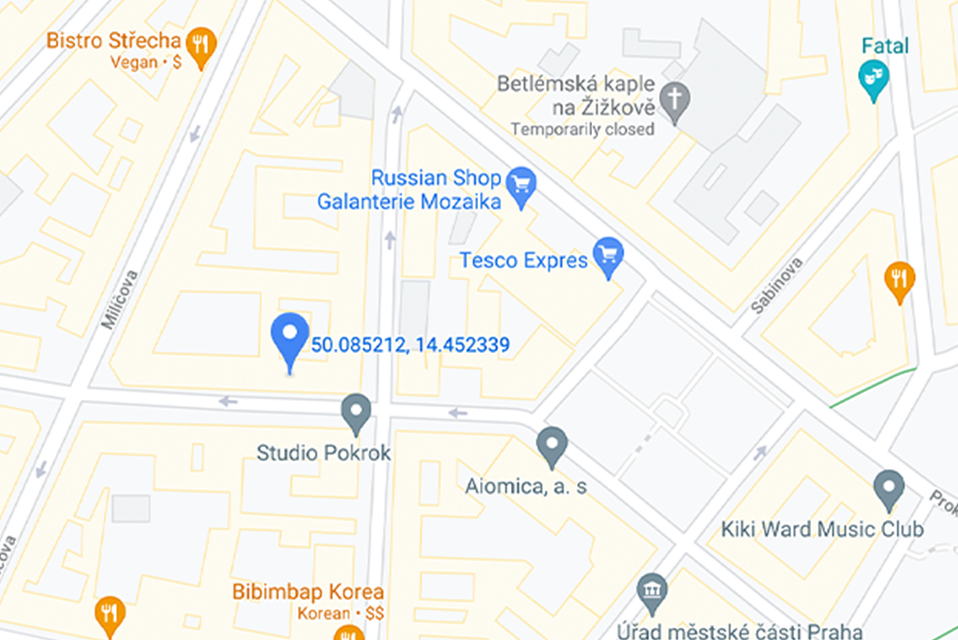 Bistro Střecha
Vegan • $
Fatal
Betlémská kaple
na Žižkově
Temporarily closed
Russian Shop
Galanterie Mozaika
Tesco Expres
Sabinova
Milíčova
50.085212, 14.452339
Studio Pokrok
Aiomica, a. s
Prok
Kiki Ward Music Club
Bibimbap Korea
Korean • $$
Úřad městské části Praha